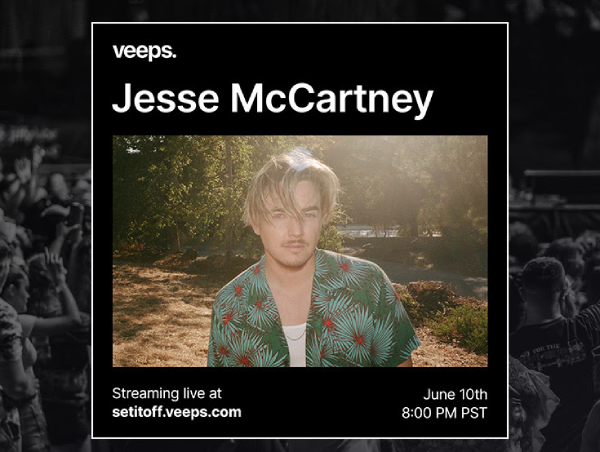 veeps.
Jesse McCartney
Streaming live at
setitoff.veeps.com
June 10th
8:00 PM PST